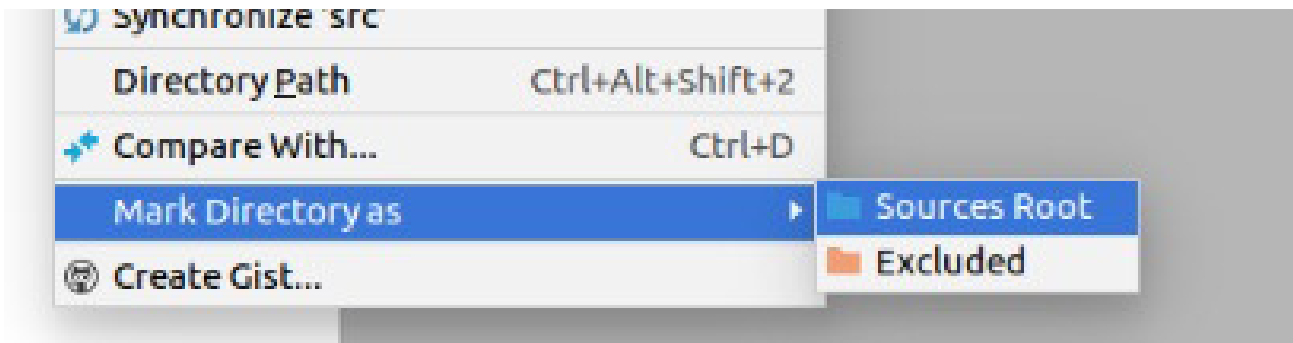 Synchronize 'src'
Directory Path Ctrl+Alt+Shift+2
Compare With... Ctrl+D
Mark Directory as
Sources Root
Excluded
Create Gist...